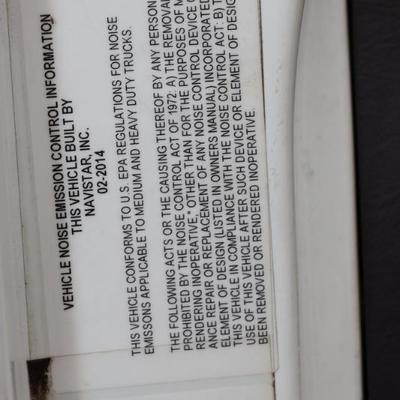 VEHICLE NOISE EMISSION CONTROL INFORMATION
THIS VEHICLE BUILT BY
NAVISTAR, INC.
02-2014
THIS VEHICLE CONFORMS TO U.S. EPA REGULATIONS FOR NOISE
EMISSONS APPLICABLE TO MEDIUM AND HEAVY DUTY TRUCKS.
THE FOLLOWING ACTS OR THE CAUSING THEREOF BY ANY PERSON
PROHIBITED BY THE NOISE CONTROL ACT OF 1972: A) THE REMOVAL
RENDERING INOPERATIVE, OTHER THAN FOR THE PURPOSES OF
ANCE REPAIR OR REPLACEMENT OF ANY NOISE CONTROL DEVICE
ELEMENT OF DESIGN (LISTED IN OWNERS MANUAL), INCORPORATED
THIS VEHICLE IN COMPLIANCE WITH THE NOISE CONTROL ACT: B)
USE OF THIS VEHICLE AFTER SUCH DEVICE OR ELEMENT OF DESIGN
BEEN REMOVED OR RENDERED INOPERATIVE.